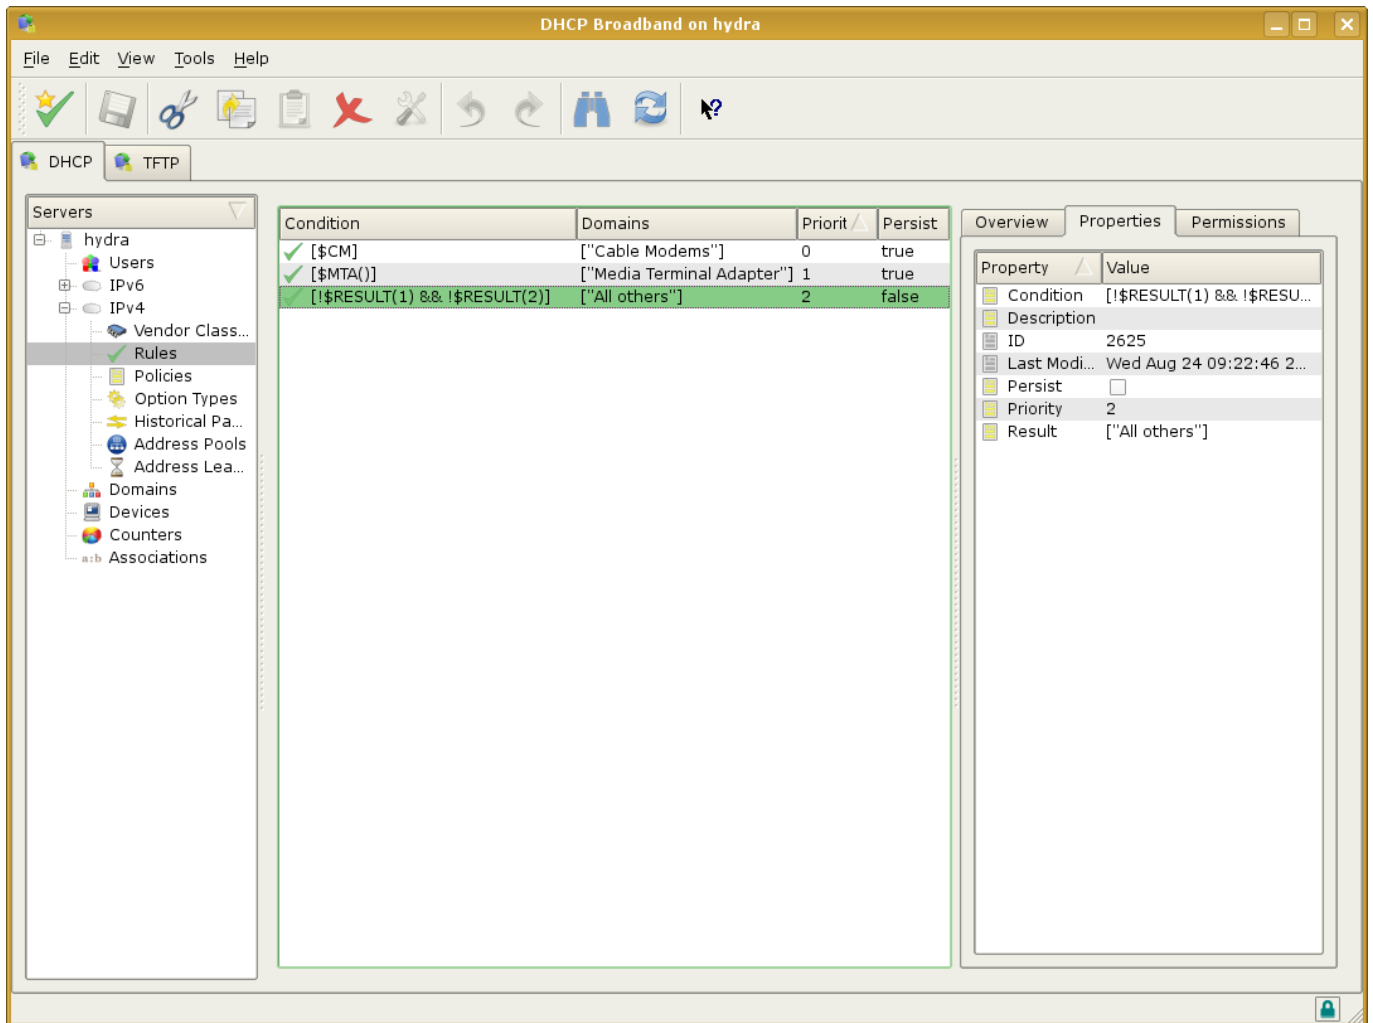 DHCP Broadband on hydra
File Edit View Tools Help
DHCP TFTP
Servers
hydra
Users
IPv6
IPv4
Vendor Class...
Rules
Policies
Option Types
Historical Pa...
Address Pools
Address Lea...
Domains
Devices
Counters
a:b Associations
Condition Domains Priorit Persist
[$CM] ["Cable Modems"] 0 true
[$MTA()] ["Media Terminal Adapter"] 1 true
[!$RESULT(1) && !$RESULT(2)] ["All others"] 2 false
Overview Properties Permissions
Property Value
Condition [!$RESULT(1) && !$RESU...
Description
ID 2625
Last Modi... Wed Aug 24 09:22:46 2...
Persist
Priority 2
Result ["All others"]